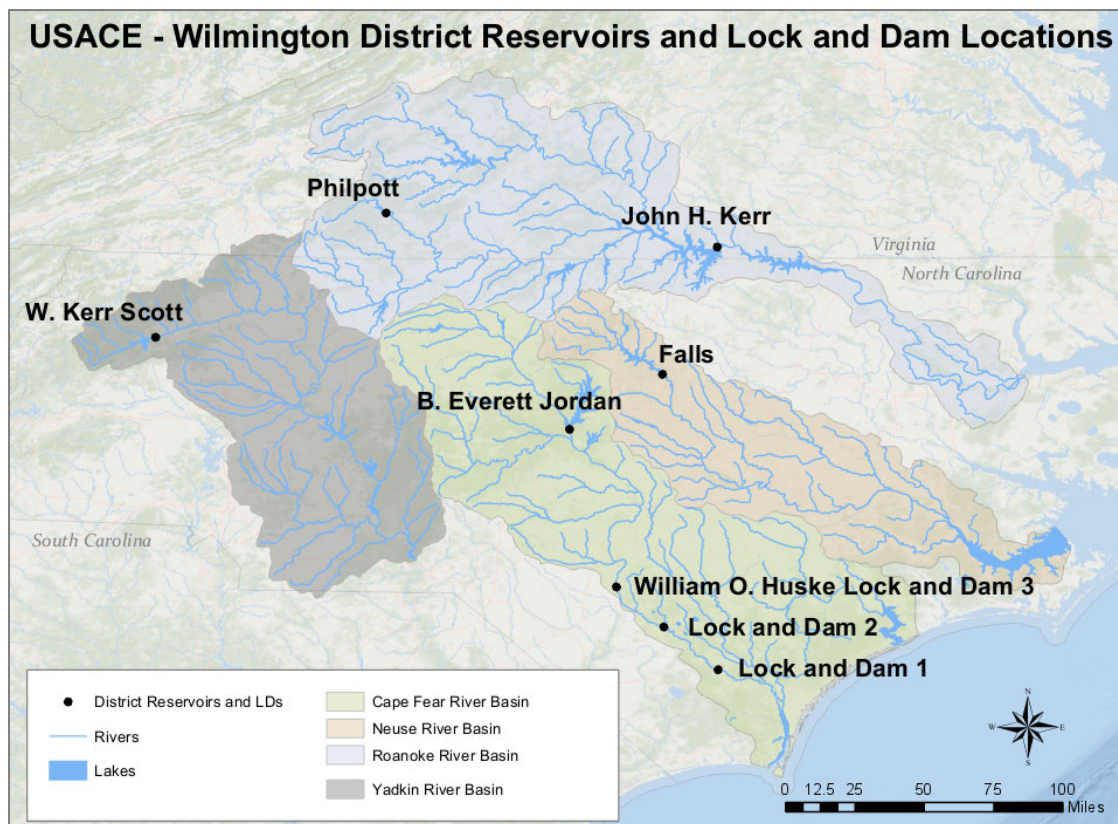 USACE - Wilmington District Reservoirs and Lock and Dam Locations
Philpott
John H. Kerr
Virginia
North Carolina
W. Kerr Scott
Falls
B. Everett Jordan
South Carolina
William O. Huske Lock and Dam 3
Lock and Dam 2
Lock and Dam 1
District Reservoirs and LDs
Rivers
Lakes
Cape Fear River Basin
Neuse River Basin
Roanoke River Basin
Yadkin River Basin
N
W E
S
0 12.5 25 50 75 100
Miles